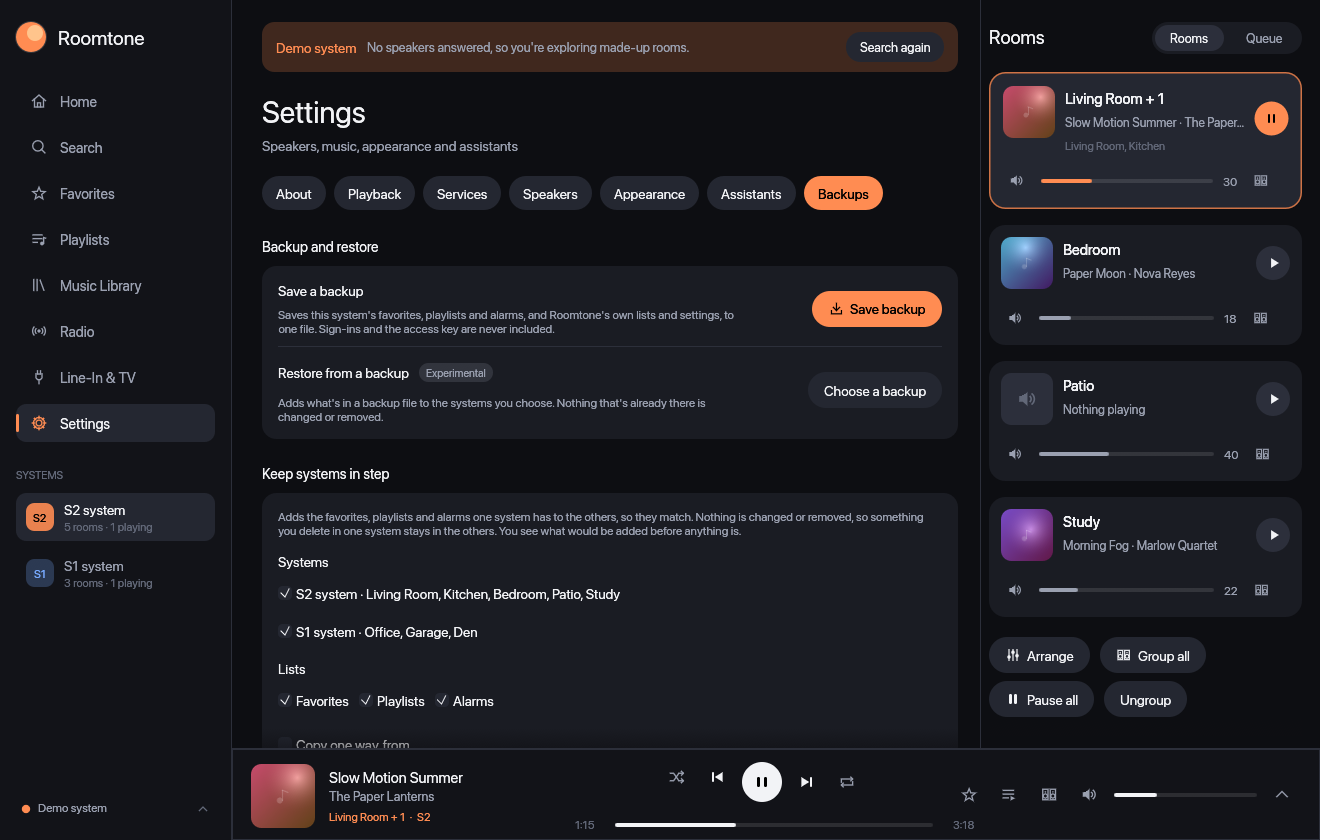 Roomtone
Home
Search
Favorites
Playlists
Music Library
Radio
Line-In & TV
Settings
SYSTEMS
S2
S2 system
5 rooms · 1 playing
S1
S1 system
3 rooms · 1 playing
Demo system
Demo system No speakers answered, so you're exploring made-up rooms.
Search again
Settings
Speakers, music, appearance and assistants
About
Playback
Services
Speakers
Appearance
Assistants
Backups
Backup and restore
Save a backup
Saves this system's favorites, playlists and alarms, and Roomtone's own lists and settings, to
one file. Sign-ins and the access key are never included.
Save backup
Restore from a backup Experimental
Adds what's in a backup file to the systems you choose. Nothing that's already there is
changed or removed.
Choose a backup
Keep systems in step
Adds the favorites, playlists and alarms one system has to the others, so they match. Nothing is changed or removed, so something
you delete in one system stays in the others. You see what would be added before anything is.
Systems
S2 system · Living Room, Kitchen, Bedroom, Patio, Study
S1 system · Office, Garage, Den
Lists
Favorites Playlists Alarms
Copy one way from
Rooms
Rooms
Queue
Living Room + 1
Slow Motion Summer · The Paper...
Living Room, Kitchen
30
Bedroom
Paper Moon · Nova Reyes
18
Patio
Nothing playing
40
Study
Morning Fog · Marlow Quartet
22
Arrange
Group all
Pause all
Ungroup
Slow Motion Summer
The Paper Lanterns
Living Room + 1 · S2
1:15
3:18